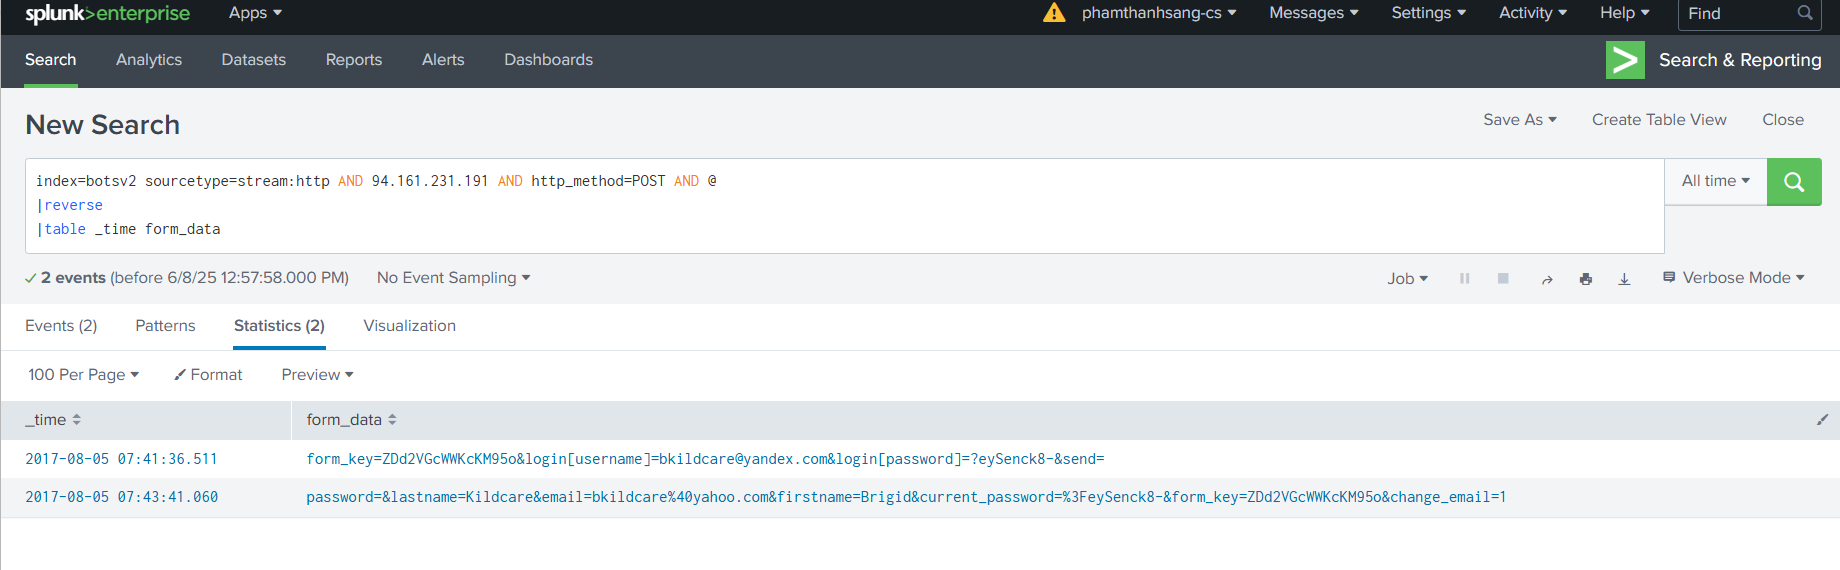 splunk>enterprise Apps phamthanhsang-cs Messages Settings Activity Help Find
Search Analytics Datasets Reports Alerts Dashboards Search & Reporting
New Search Save As Create Table View Close
index=botsv2 sourcetype=stream:http AND 94.161.231.191 AND http_method=POST AND @ All time
|reverse
|table _time form_data
2 events (before 6/8/25 12:57:58.000 PM) No Event Sampling Job Verbose Mode
Events (2) Patterns Statistics (2) Visualization
100 Per Page Format Preview
_time form_data
2017-08-05 07:41:36.511 form_key=ZDd2VGcWWKcKM95o&login[username]=bkildcare@yandex.com&login[password]=?eySenck8-&send=
2017-08-05 07:43:41.060 password=&lastname=Kildcare&email=bkildcare%40yahoo.com&firstname=Brigid&current_password=%3FeySenck8-&form_key=ZDd2VGcWWKcKM95o&change_email=1